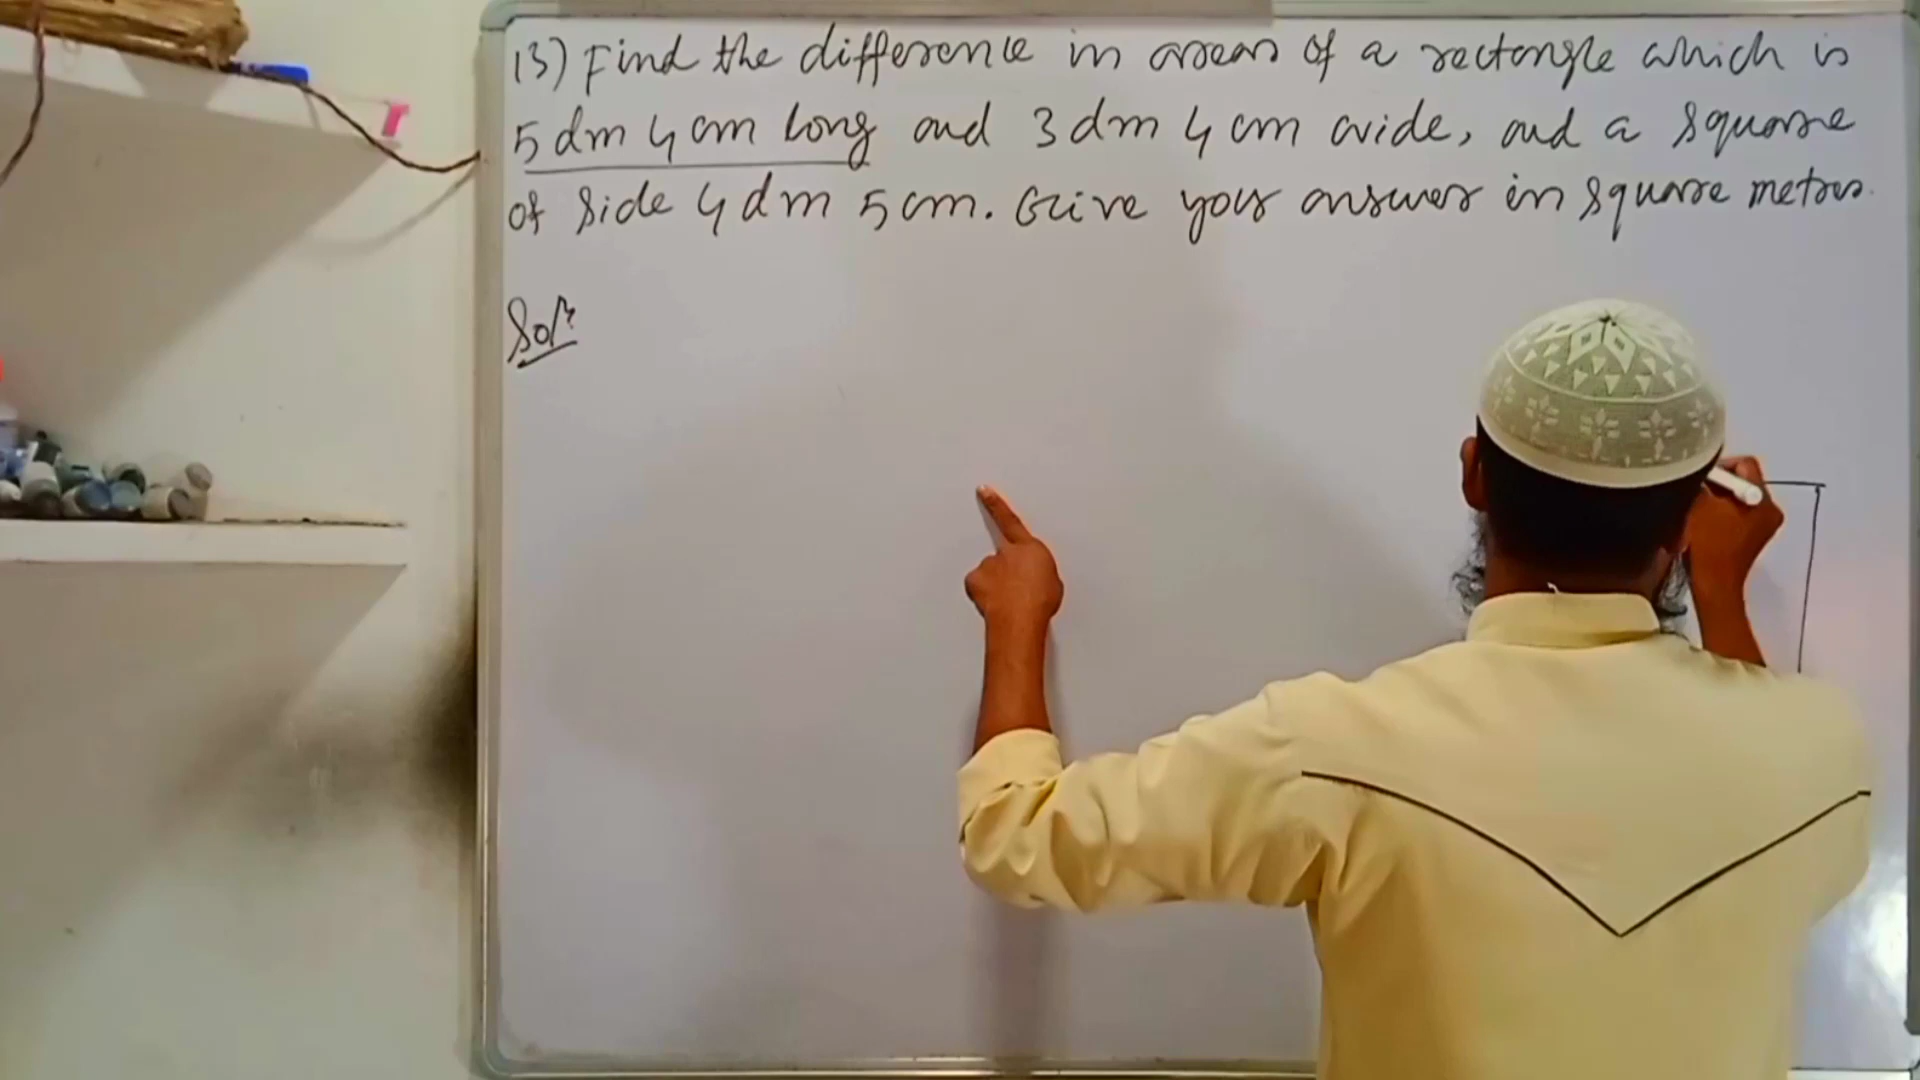 13) Find the difference in areas of a rectangle which is
5 dm 4 cm long and 3 dm 4 cm wide, and a square
of side 4 dm 5 cm. Give your answer in square metres.
Soln